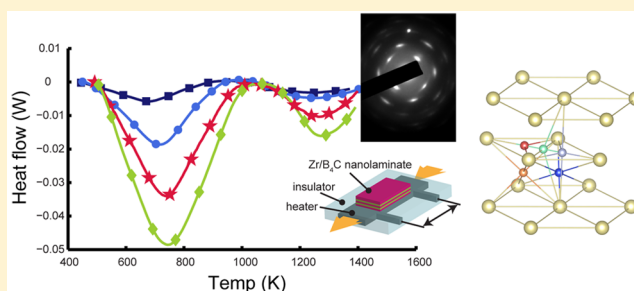 0.01
0
−0.01
−0.02
−0.03
−0.04
−0.05
Heat flow (W)
400 600 800 1000 1200 1400 1600
Temp (K)
Zr/B₄C nanolaminate
insulator
heater